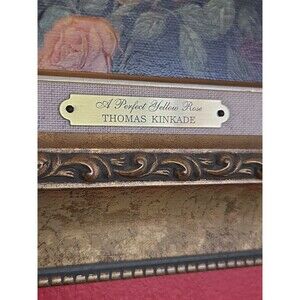 A Perfect Yellow Rose
THOMAS KINKADE